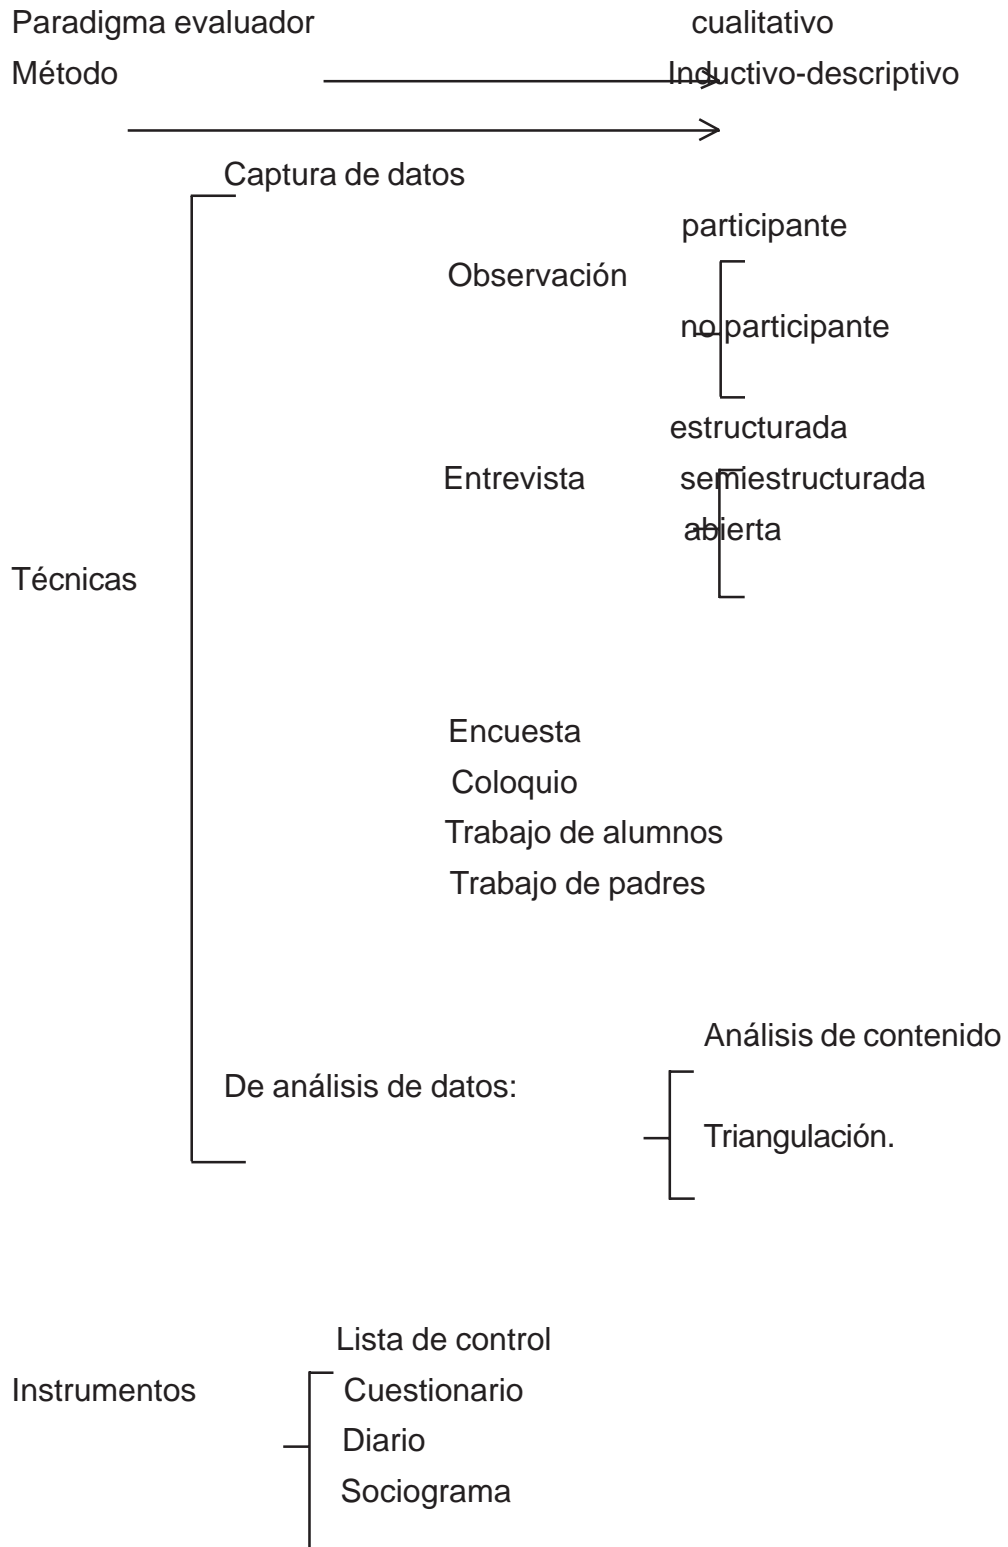 Paradigma evaluador cualitativo
Método Inductivo-descriptivo
Captura de datos
participante
Observación
no participante
estructurada
Entrevista semiestructurada
abierta
Técnicas
Encuesta
Coloquio
Trabajo de alumnos
Trabajo de padres
Análisis de contenido
De análisis de datos:
Triangulación.
Lista de control
Instrumentos Cuestionario
Diario
Sociograma